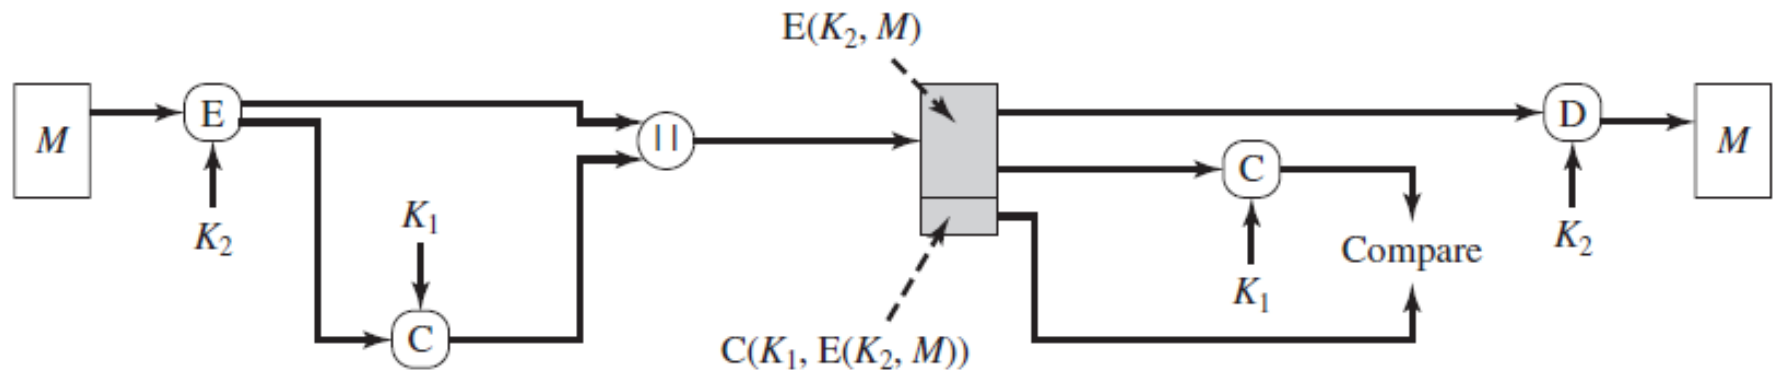 E(K₂, M)
M
E
||
D
M
C
K₁
K₂
K₂
Compare
K₁
C
C(K₁, E(K₂, M))